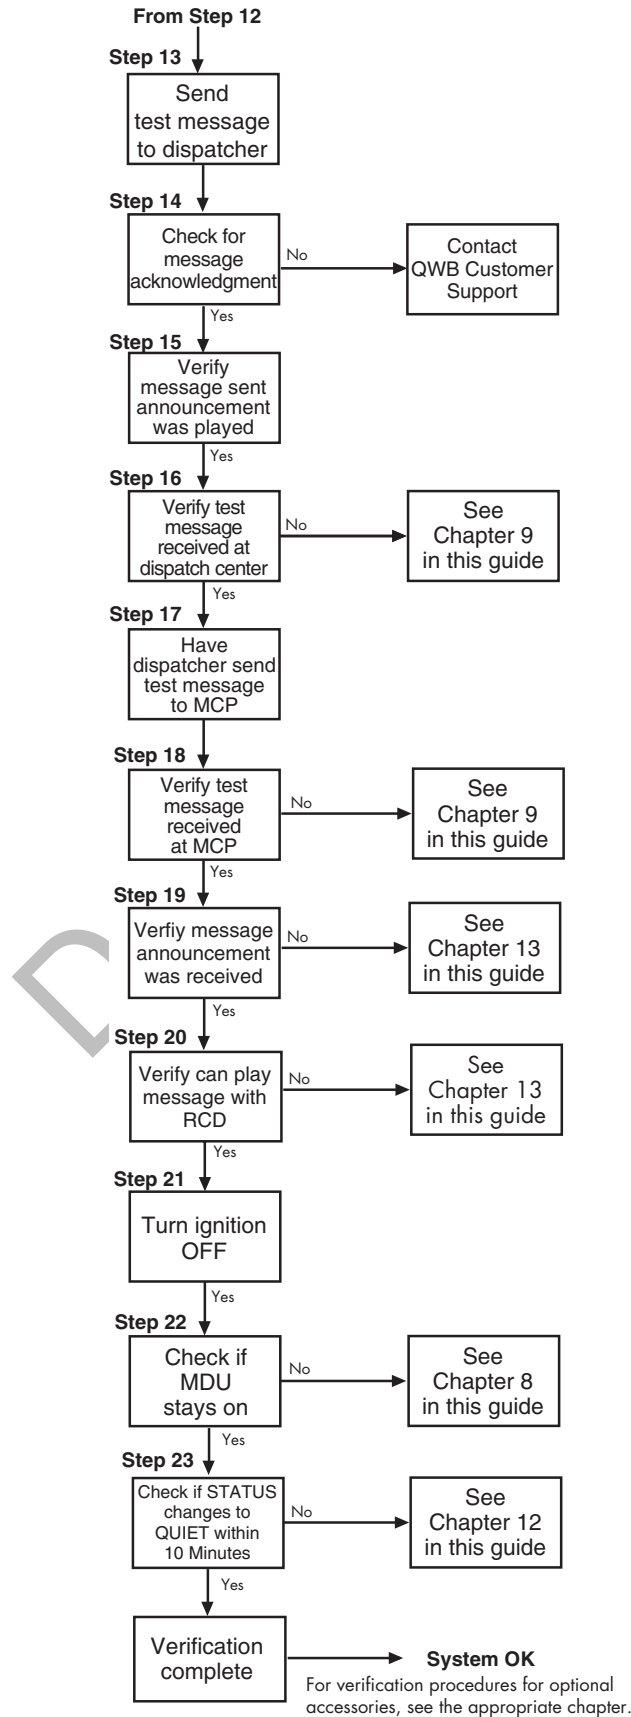 From Step 12
Step 13
Send
test message
to dispatcher
Step 14
Check for
message
acknowledgment
No
Contact
QWB Customer
Support
Yes
Step 15
Verify
message sent
announcement
was played
Yes
Step 16
Verify test
message
received at
dispatch center
No
See
Chapter 9
in this guide
Yes
Step 17
Have
dispatcher send
test message
to MCP
Step 18
Verify test
message
received
at MCP
No
See
Chapter 9
in this guide
Yes
Step 19
Verfiy message
announcement
was received
No
See
Chapter 13
in this guide
Yes
Step 20
Verify can play
message with
RCD
No
See
Chapter 13
in this guide
Yes
Step 21
Turn ignition
OFF
Yes
Step 22
Check if
MDU
stays on
No
See
Chapter 8
in this guide
Yes
Step 23
Check if STATUS
changes to
QUIET within
10 Minutes
No
See
Chapter 12
in this guide
Yes
Verification
complete
System OK
For verification procedures for optional
accessories, see the appropriate chapter.
D